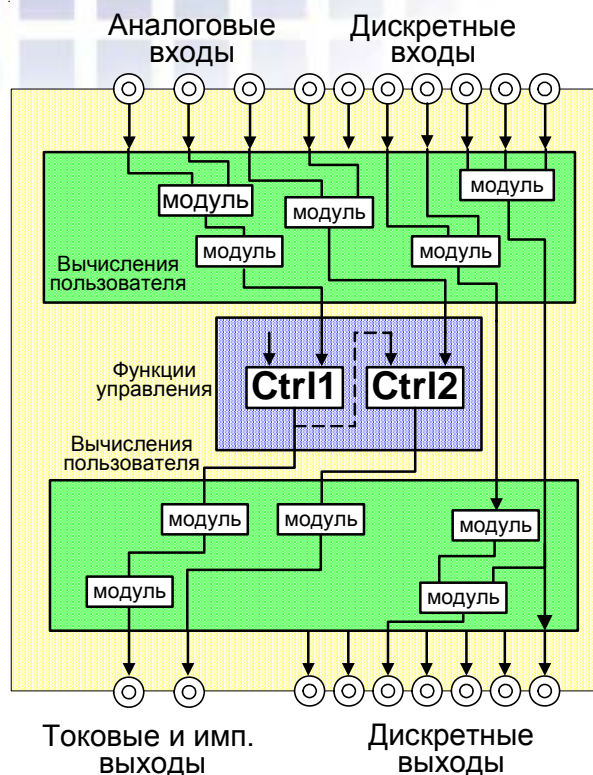 Аналоговые
входы
Дискретные
входы
модуль
модуль
модуль
модуль
модуль
Вычисления
пользователя
Функции
управления
Ctrl1
Ctrl2
Вычисления
пользователя
модуль
модуль
модуль
модуль
модуль
Токовые и имп.
выходы
Дискретные
выходы